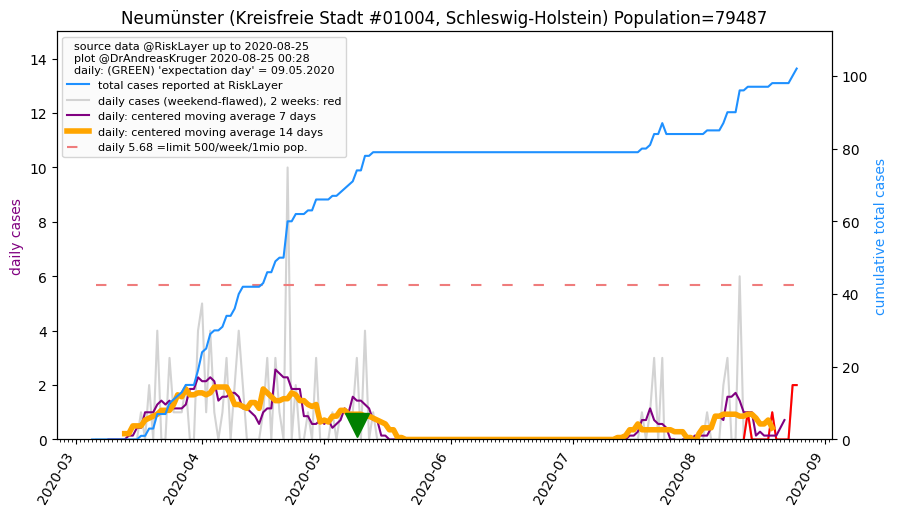 Neumünster (Kreisfreie Stadt #01004, Schleswig-Holstein) Population=79487
source data @RiskLayer up to 2020-08-25
plot @DrAndreasKruger 2020-08-25 00:28
daily: (GREEN) 'expectation day' = 09.05.2020
total cases reported at RiskLayer
daily cases (weekend-flawed), 2 weeks: red
daily: centered moving average 7 days
daily: centered moving average 14 days
daily 5.68 =limit 500/week/1mio pop.
daily cases
14
12
10
8
6
4
2
0
cumulative total cases
100
80
60
40
20
0
2020-03
2020-04
2020-05
2020-06
2020-07
2020-08
2020-09